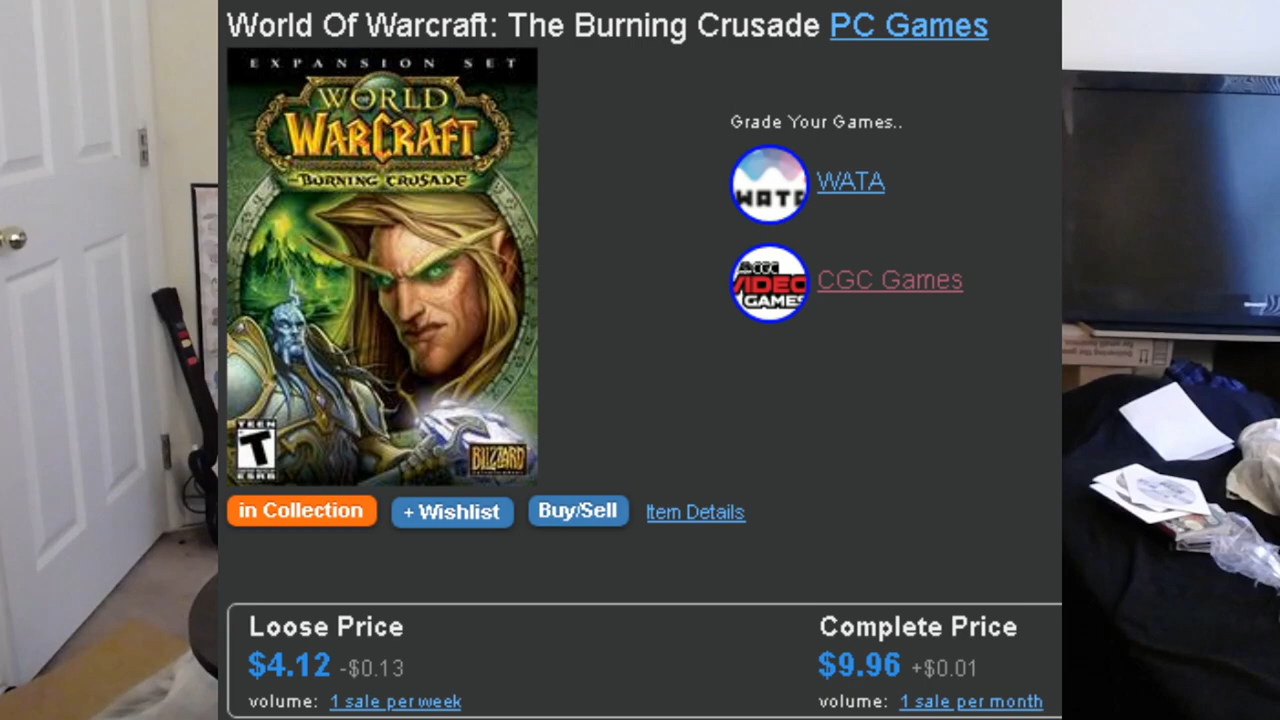 World Of Warcraft: The Burning Crusade PC Games
EXPANSION SET
WORLD
OF
WARCRAFT
BURNING CRUSADE
TEEN
T
ESRB
BLIZZARD
ENTERTAINMENT
Grade Your Games..
WATA
WATA
CGC
VIDEO
GAMES
CGC Games
in Collection
+ Wishlist
Buy/Sell
Item Details
Loose Price
Complete Price
$4.12 -$0.13
$9.96 +$0.01
volume: 1 sale per week
volume: 1 sale per month